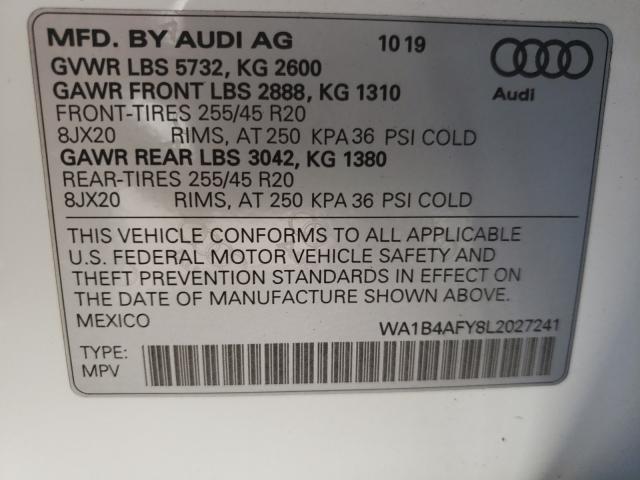 MFD. BY AUDI AG 10 19
GVWR LBS 5732, KG 2600
GAWR FRONT LBS 2888, KG 1310
FRONT-TIRES 255/45 R20
8JX20 RIMS, AT 250 KPA 36 PSI COLD
GAWR REAR LBS 3042, KG 1380
REAR-TIRES 255/45 R20
8JX20 RIMS, AT 250 KPA 36 PSI COLD
Audi
THIS VEHICLE CONFORMS TO ALL APPLICABLE
U.S. FEDERAL MOTOR VEHICLE SAFETY AND
THEFT PREVENTION STANDARDS IN EFFECT ON
THE DATE OF MANUFACTURE SHOWN ABOVE.
MEXICO WA1B4AFY8L2027241
TYPE:
MPV